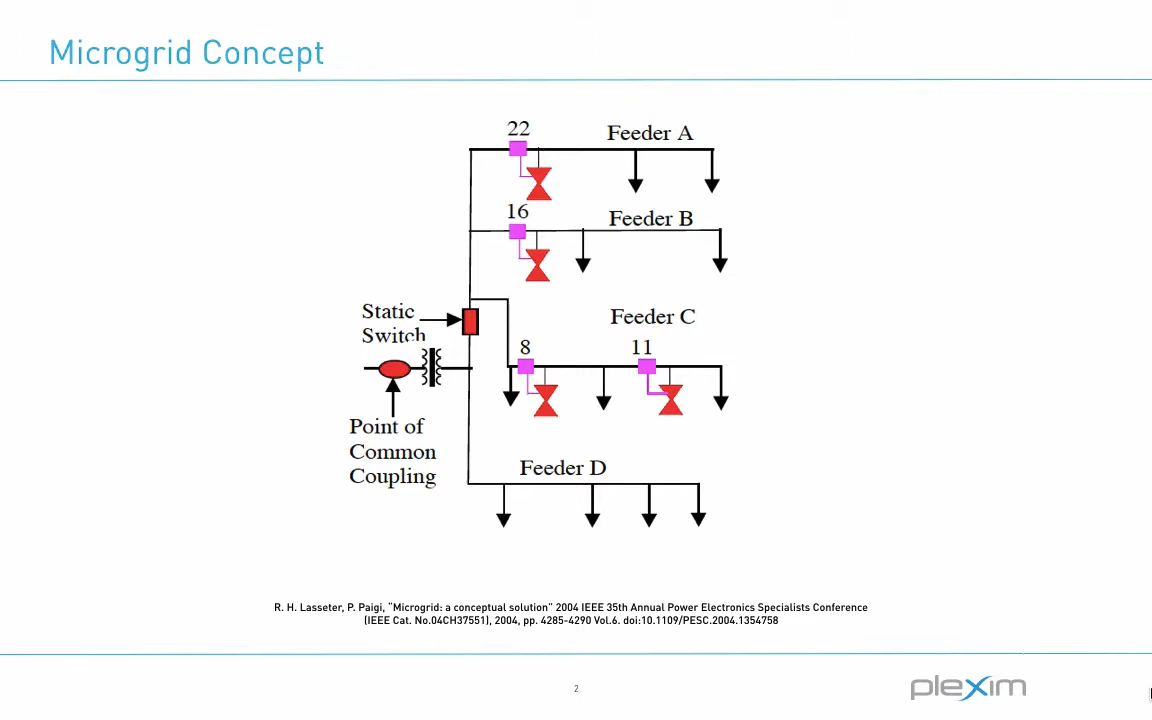 Microgrid Concept
22
Feeder A
16
Feeder B
Static
Switch
Feeder C
8
11
Point of
Common
Coupling
Feeder D
R. H. Lasseter, P. Paigi, "Microgrid: a conceptual solution" 2004 IEEE 35th Annual Power Electronics Specialists Conference
(IEEE Cat. No.04CH37551), 2004, pp. 4285-4290 Vol.6. doi:10.1109/PESC.2004.1354758
2
plexim